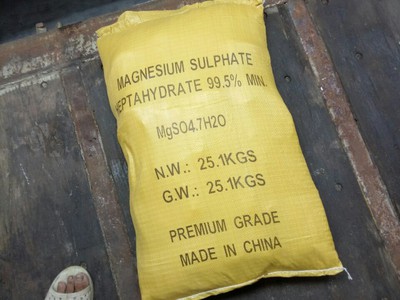 MAGNESIUM SULPHATE
HEPTAHYDRATE 99.5% MIN.
MgSO4.7H2O
N.W.: 25.1KGS
G.W.: 25.1KGS
PREMIUM GRADE
MADE IN CHINA